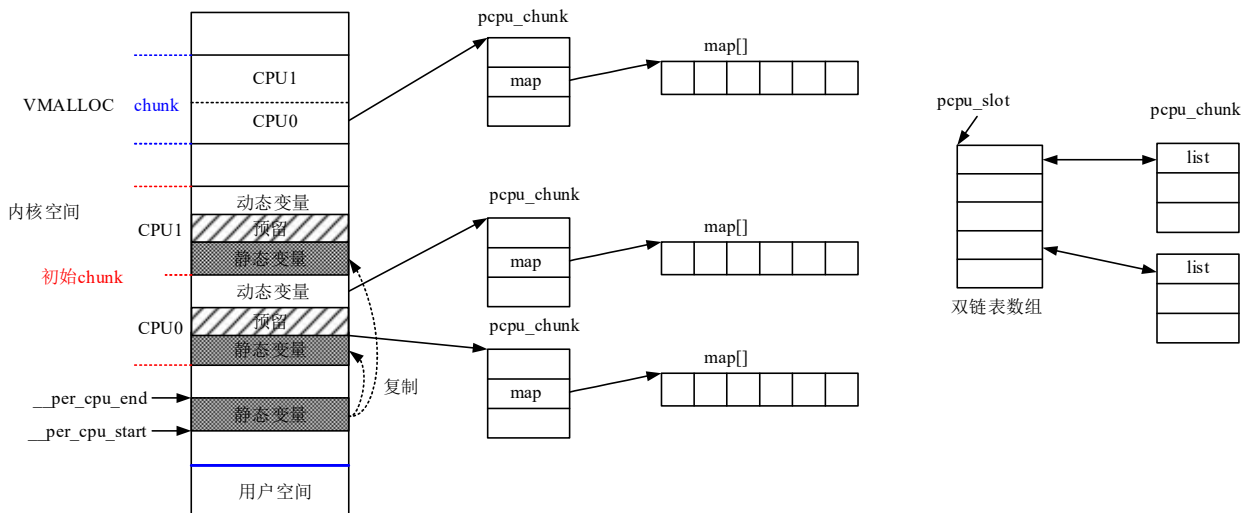 pcpu_chunk
map[]
CPU1
map
VMALLOC
chunk
CPU0
pcpu_slot
pcpu_chunk
list
动态变量
pcpu_chunk
内核空间
CPU1
预留
map[]
静态变量
map
list
初始chunk
动态变量
双链表数组
CPU0
预留
pcpu_chunk
静态变量
map[]
复制
map
__per_cpu_end
静态变量
__per_cpu_start
用户空间